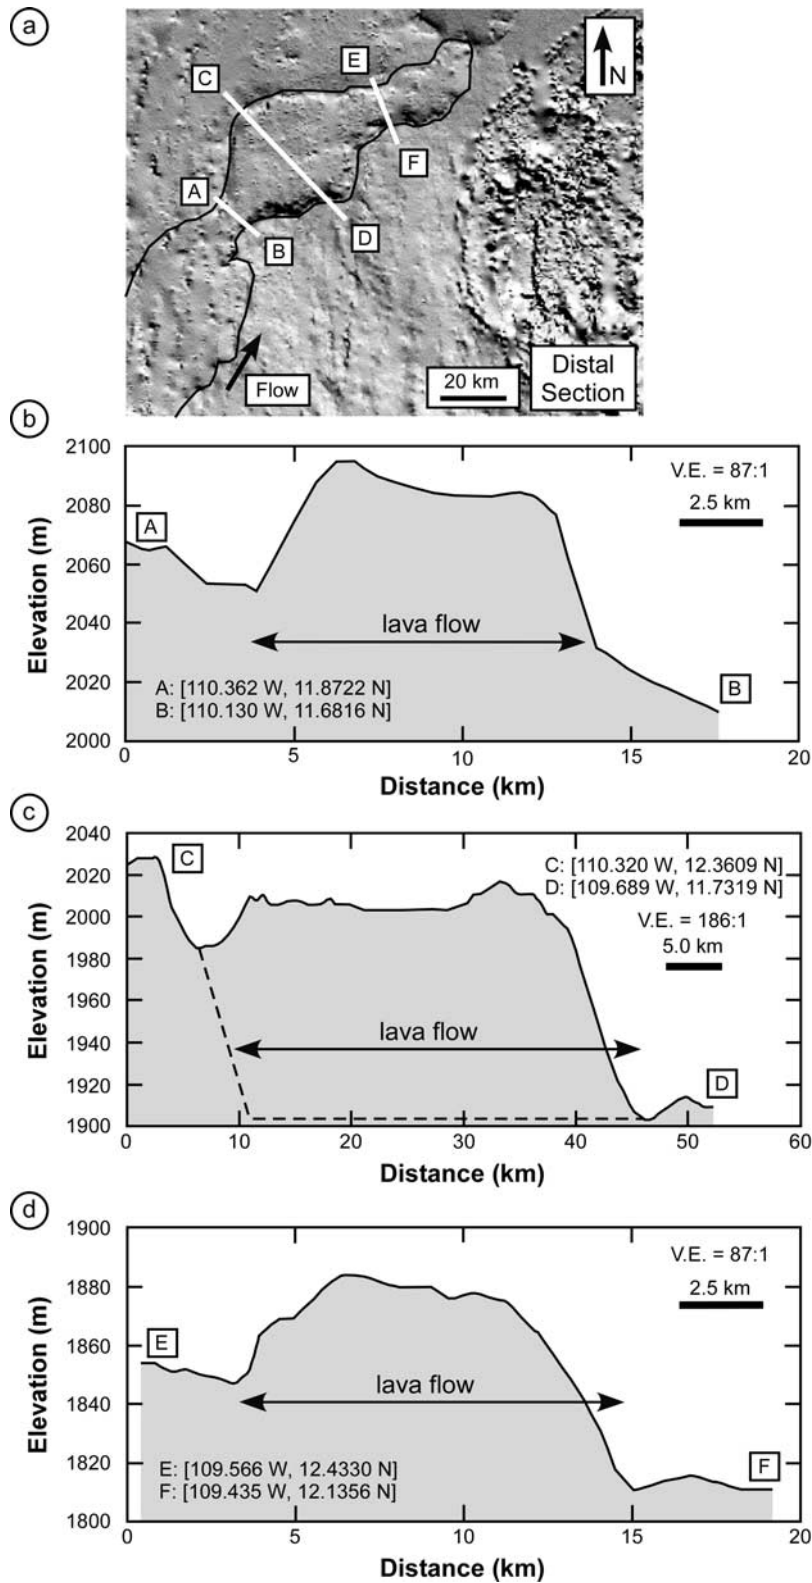 a
C
E
N
F
A
B
D
Flow
20 km
Distal
Section
b
2100
2080
2060
2040
2020
2000
Elevation (m)
A
V.E. = 87:1
2.5 km
lava flow
A: [110.362 W, 11.8722 N]
B: [110.130 W, 11.6816 N]
B
0 5 10 15 20
Distance (km)
c
2040
2020
2000
1980
1960
1940
1920
1900
Elevation (m)
C
C: [110.320 W, 12.3609 N]
D: [109.689 W, 11.7319 N]
V.E. = 186:1
5.0 km
lava flow
D
0 10 20 30 40 50 60
Distance (km)
d
1900
1880
1860
1840
1820
1800
Elevation (m)
V.E. = 87:1
2.5 km
E
lava flow
E: [109.566 W, 12.4330 N]
F: [109.435 W, 12.1356 N]
F
0 5 10 15 20
Distance (km)